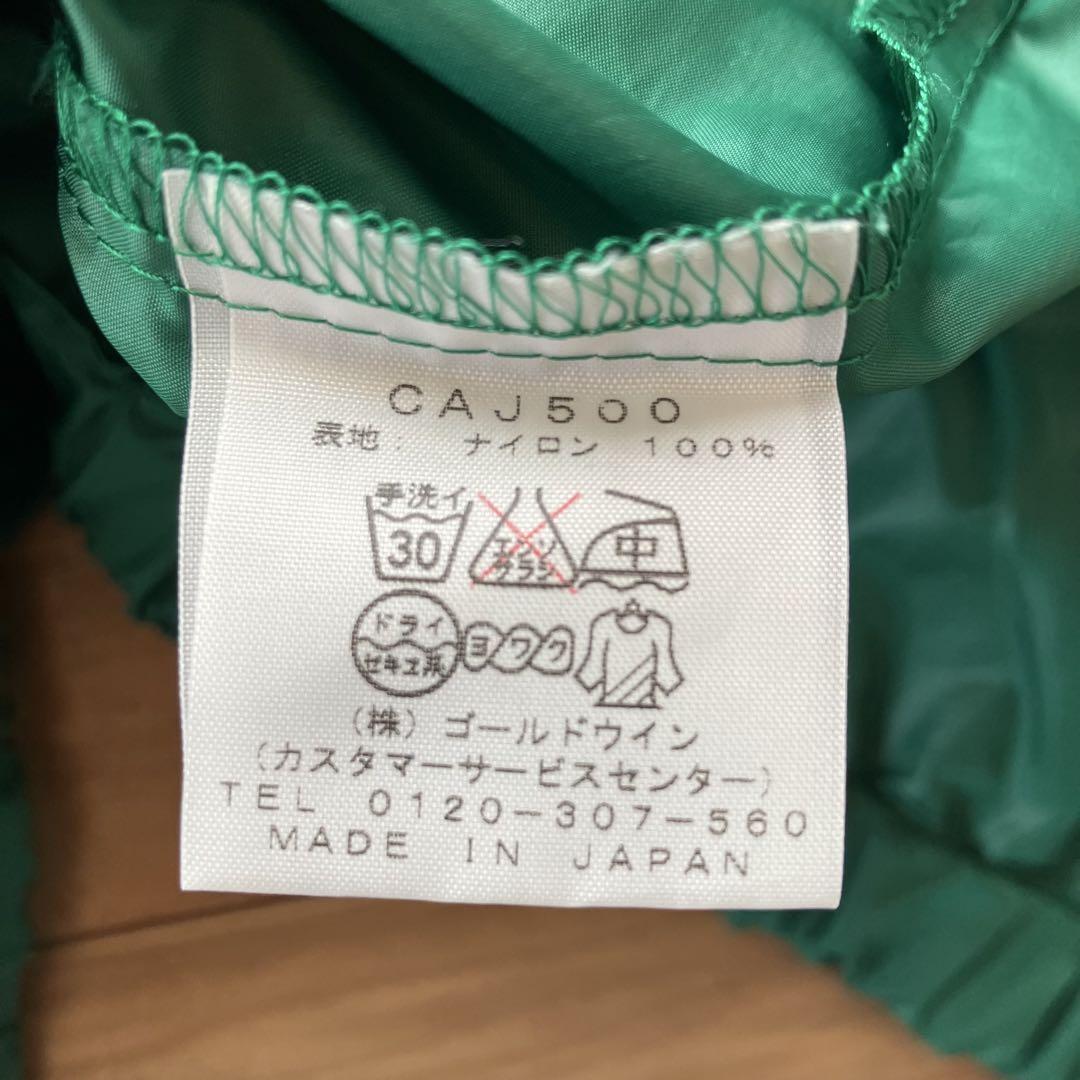 CAJ500
表地: ナイロン 100%
手洗イ
30
エンソ
クラジ
中
ドライ
セキユ系
ヨワク
(株) ゴールドウイン
(カスタマーサービスセンター)
TEL 0120-307-560
MADE IN JAPAN